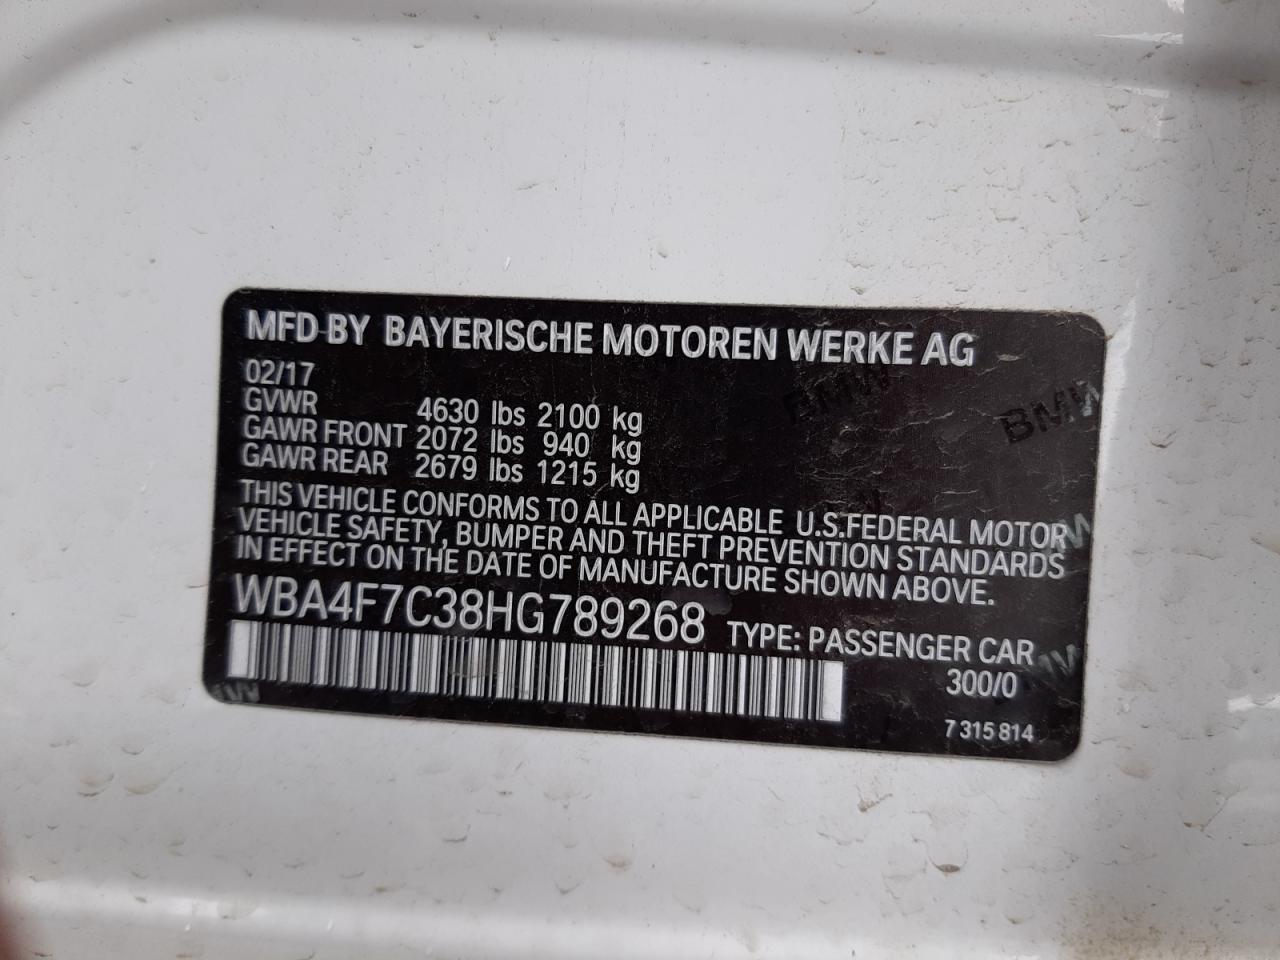 MFD BY BAYERISCHE MOTOREN WERKE AG
02/17
GVWR 4630 lbs 2100 kg
GAWR FRONT 2072 lbs 940 kg
GAWR REAR 2679 lbs 1215 kg
THIS VEHICLE CONFORMS TO ALL APPLICABLE U.S.FEDERAL MOTOR
VEHICLE SAFETY, BUMPER AND THEFT PREVENTION STANDARDS
IN EFFECT ON THE DATE OF MANUFACTURE SHOWN ABOVE.
WBA4F7C38HG789268 TYPE: PASSENGER CAR
300/0
7 315 814
BMW
BMW